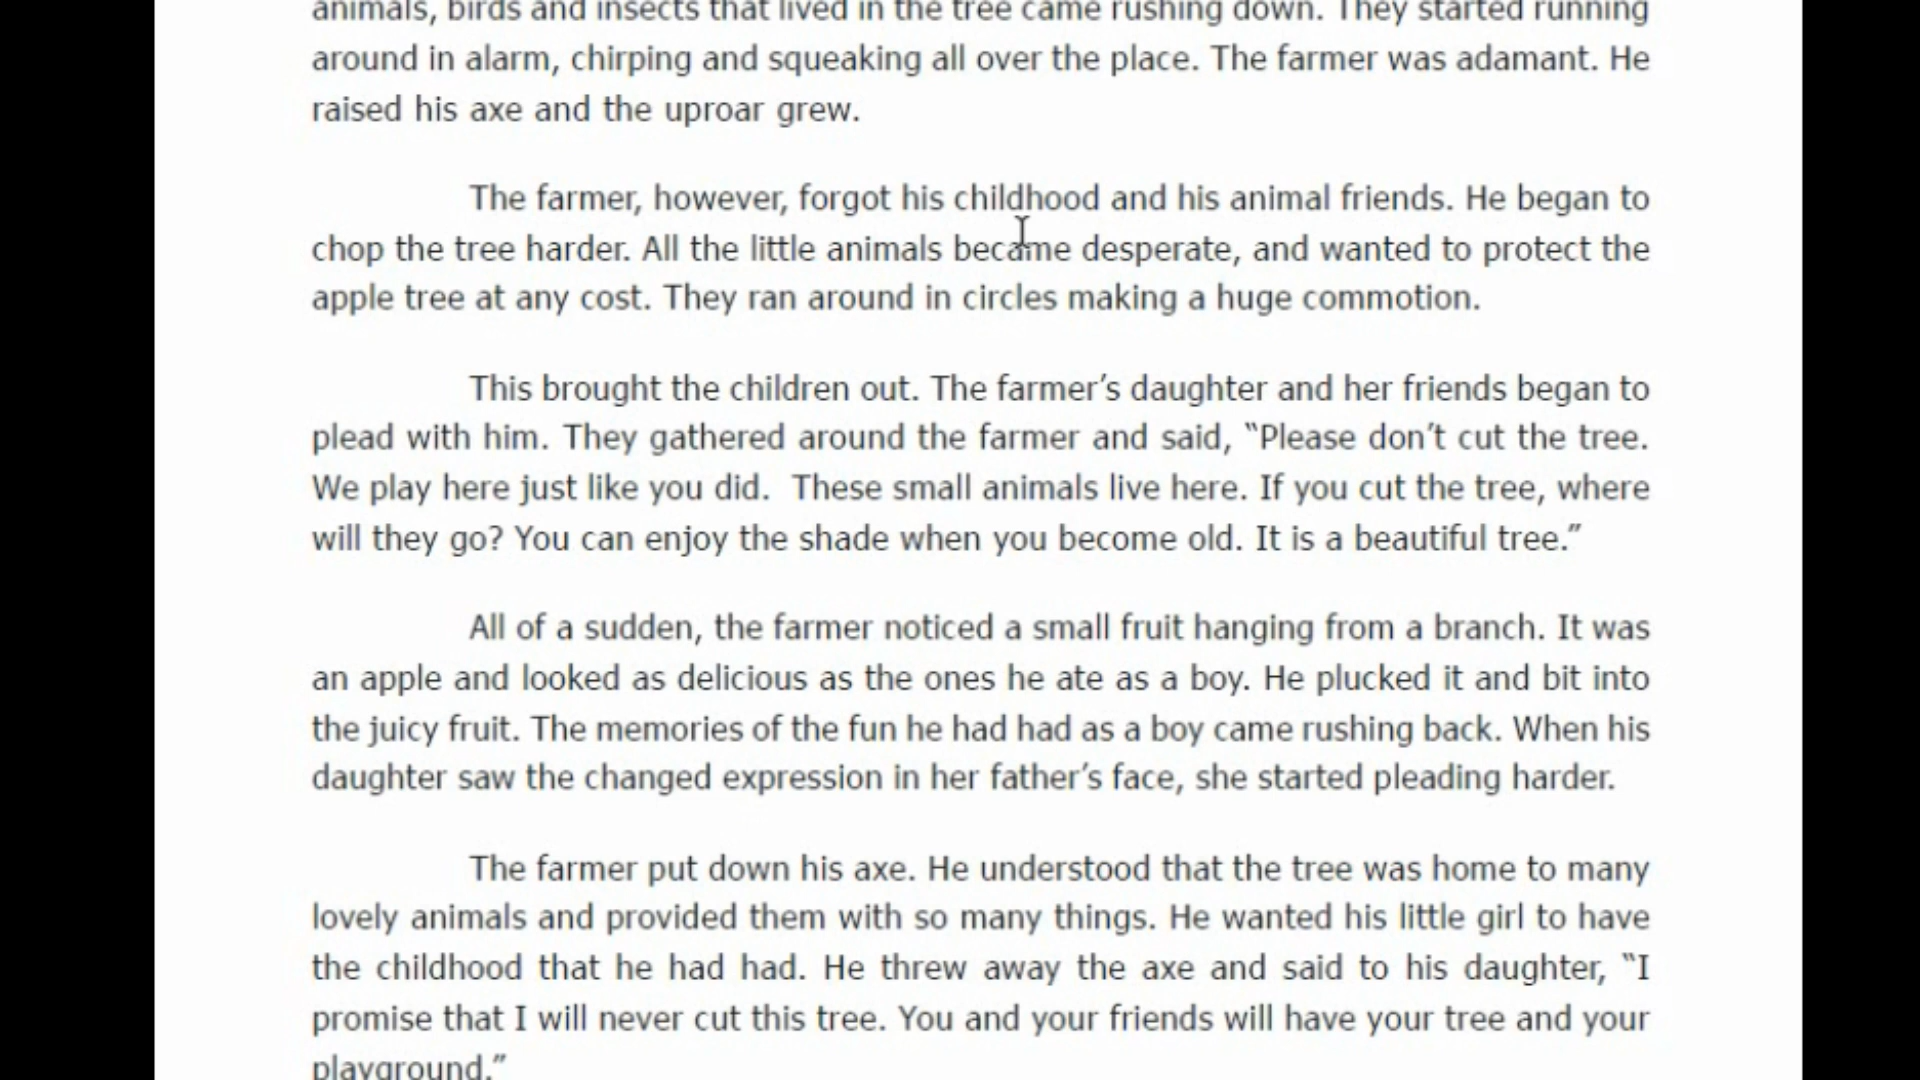 animals, birds and insects that lived in the tree came rushing down. They started running
around in alarm, chirping and squeaking all over the place. The farmer was adamant. He
raised his axe and the uproar grew.
The farmer, however, forgot his childhood and his animal friends. He began to
chop the tree harder. All the little animals became desperate, and wanted to protect the
apple tree at any cost. They ran around in circles making a huge commotion.
This brought the children out. The farmer’s daughter and her friends began to
plead with him. They gathered around the farmer and said, “Please don’t cut the tree.
We play here just like you did.  These small animals live here. If you cut the tree, where
will they go? You can enjoy the shade when you become old. It is a beautiful tree.”
All of a sudden, the farmer noticed a small fruit hanging from a branch. It was
an apple and looked as delicious as the ones he ate as a boy. He plucked it and bit into
the juicy fruit. The memories of the fun he had had as a boy came rushing back. When his
daughter saw the changed expression in her father’s face, she started pleading harder.
The farmer put down his axe. He understood that the tree was home to many
lovely animals and provided them with so many things. He wanted his little girl to have
the childhood that he had had. He threw away the axe and said to his daughter, “I
promise that I will never cut this tree. You and your friends will have your tree and your
playground.”